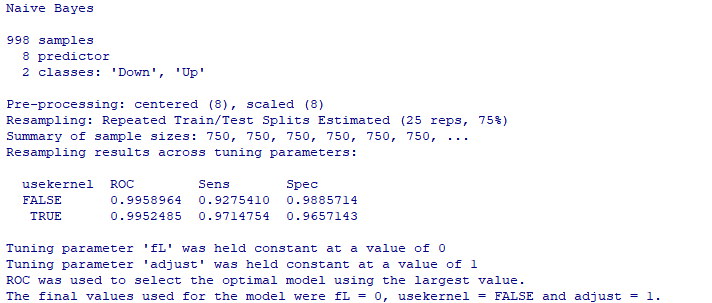 Naive Bayes
998 samples
8 predictor
2 classes: 'Down', 'Up'
Pre-processing: centered (8), scaled (8)
Resampling: Repeated Train/Test Splits Estimated (25 reps, 75%)
Summary of sample sizes: 750, 750, 750, 750, 750, 750, ...
Resampling results across tuning parameters:
usekernel ROC Sens Spec
FALSE 0.9958964 0.9275410 0.9885714
TRUE 0.9952485 0.9714754 0.9657143
Tuning parameter 'fL' was held constant at a value of 0
Tuning parameter 'adjust' was held constant at a value of 1
ROC was used to select the optimal model using the largest value.
The final values used for the model were fL = 0, usekernel = FALSE and adjust = 1.